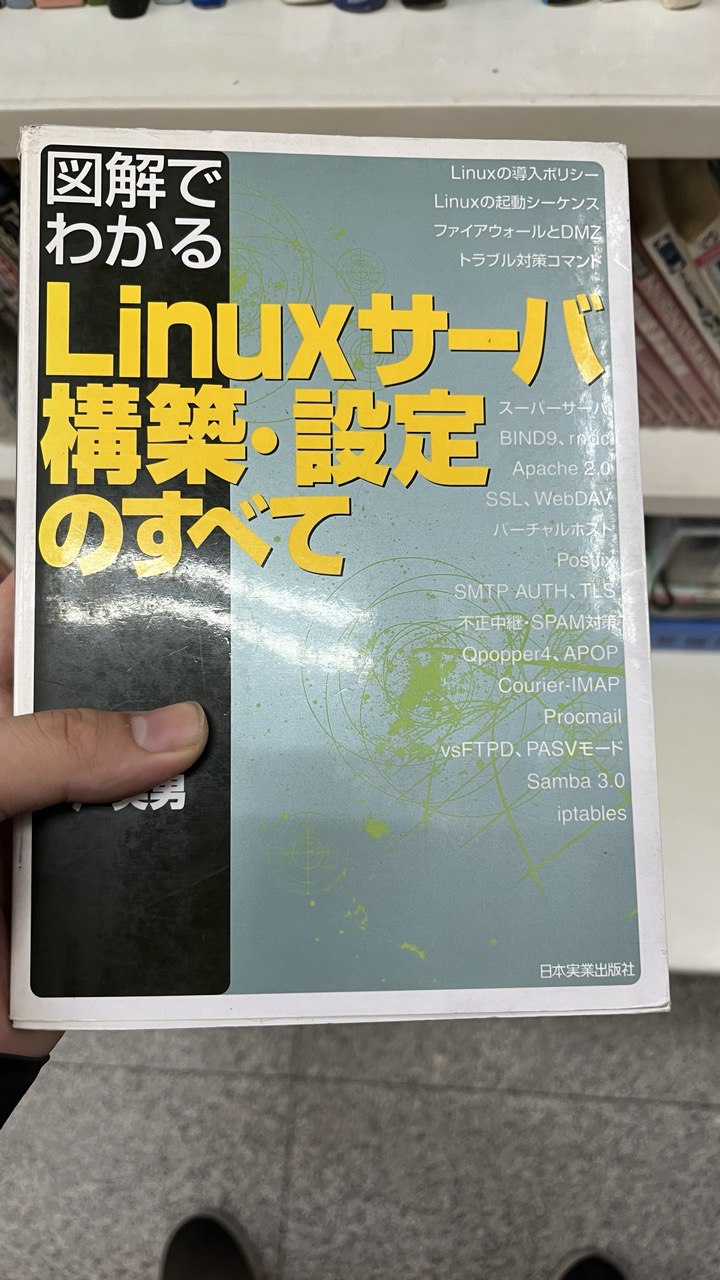 図解で
わかる
Linuxサーバ
構築・設定
のすべて
Linuxの導入ポリシー
Linuxの起動シーケンス
ファイアウォールとDMZ
トラブル対策コマンド
スーパーサーバ
BIND9、rndc
Apache 2.0
SSL、WebDAV
バーチャルホスト
Postfix
SMTP AUTH、TLS
不正中継・SPAM対策
Qpopper4、APOP
Courier-IMAP
Procmail
vsFTPD、PASVモード
Samba 3.0
iptables
日本実業出版社